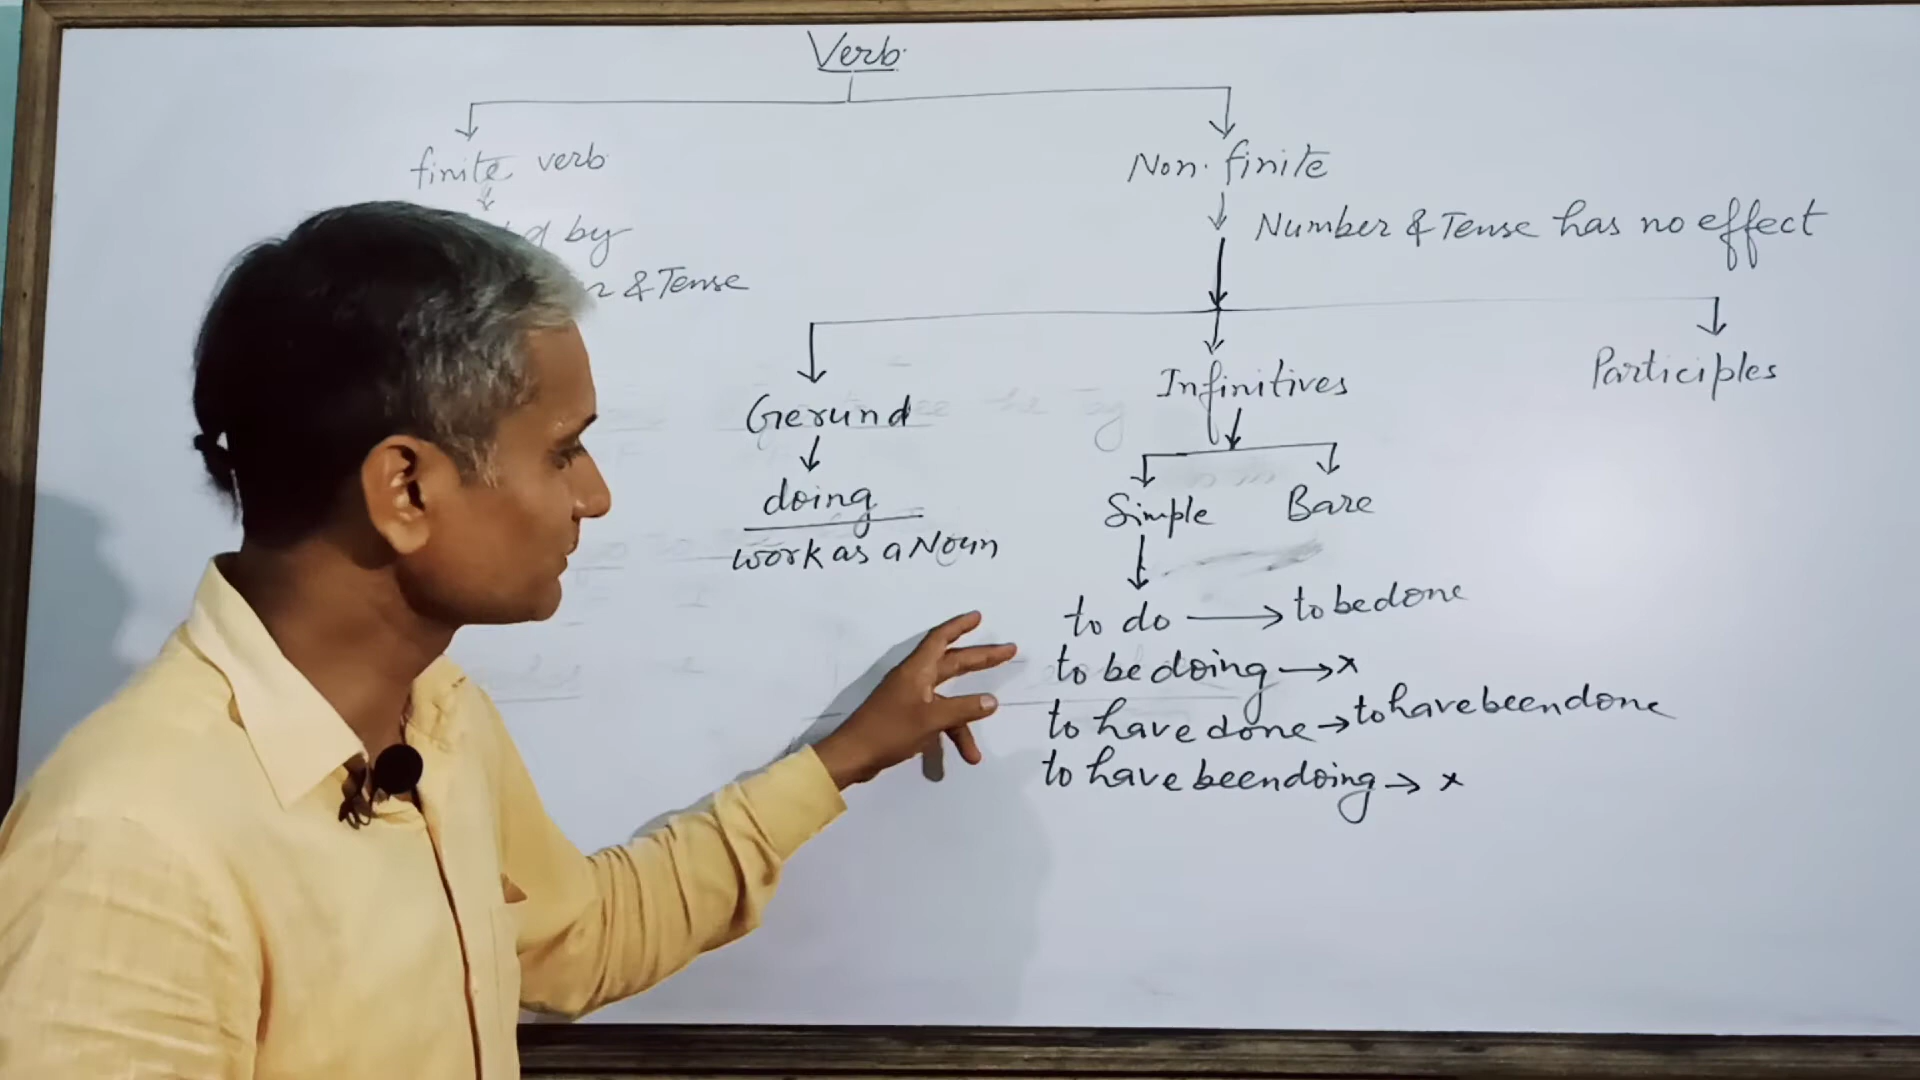 Verb
finite verb
Non-finite
by
Number & Tense has no effect
& Tense
Gerund
Infinitives
Participles
doing
Simple
Bare
work as a Noun
to do → to be done
to be doing → x
to have done → to have been done
to have been doing → x